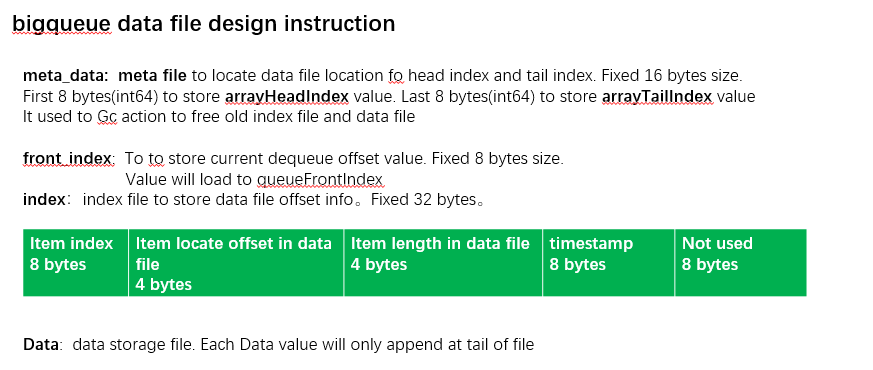 bigqueue data file design instruction
meta_data:  meta file to locate data file location fo head index and tail index. Fixed 16 bytes size.
First 8 bytes(int64) to store arrayHeadIndex value. Last 8 bytes(int64) to store arrayTailIndex value
It used to Gc action to free old index file and data file
front_index:  To to store current dequeue offset value. Fixed 8 bytes size.
Value will load to queueFrontIndex
index： index file to store data file offset info。Fixed 32 bytes。
Item index
8 bytes
Item locate offset in data
file
4 bytes
Item length in data file
4 bytes
timestamp
8 bytes
Not used
8 bytes
Data:  data storage file. Each Data value will only append at tail of file